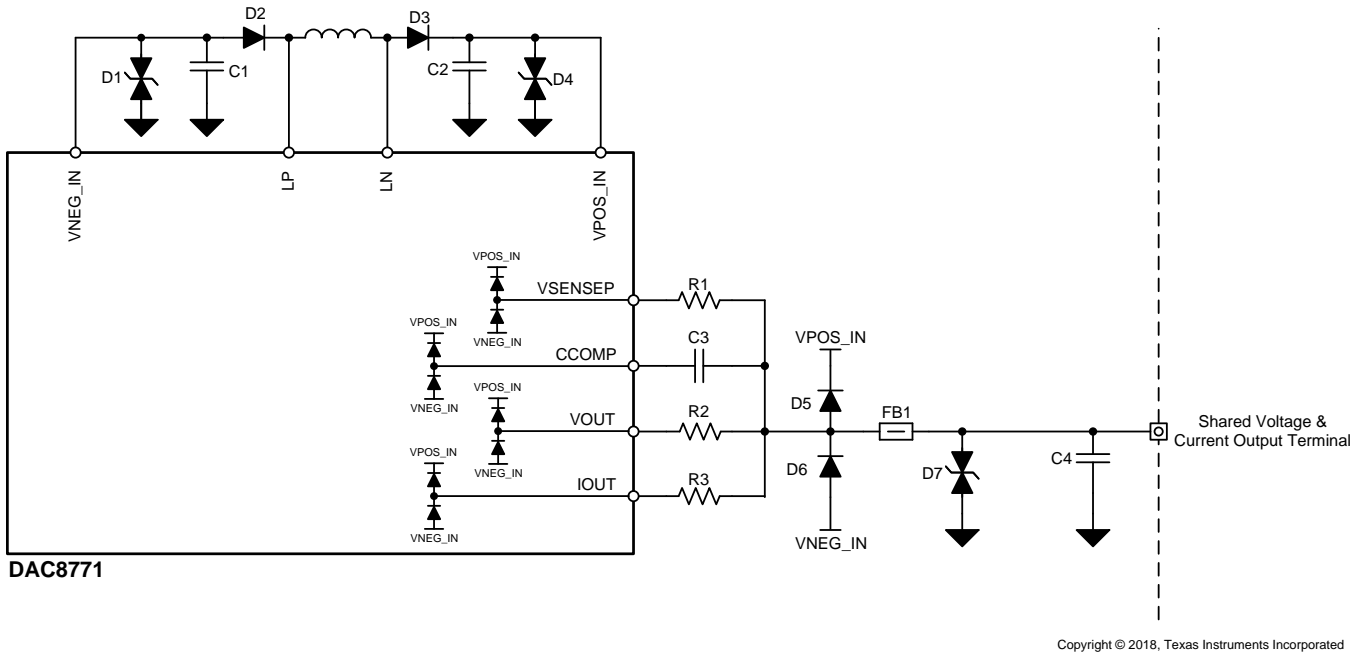 D2
D3
D1
C1
C2
D4
VNEG_IN
LP
LN
VPOS_IN
VPOS_IN
VSENSEP
R1
VNEG_IN
VPOS_IN
CCOMP
C3
VNEG_IN
VPOS_IN
VOUT
R2
VNEG_IN
VPOS_IN
IOUT
R3
VNEG_IN
VPOS_IN
D5
FB1
D6
VNEG_IN
D7
C4
Shared Voltage &
Current Output Terminal
DAC8771
Copyright © 2018, Texas Instruments Incorporated